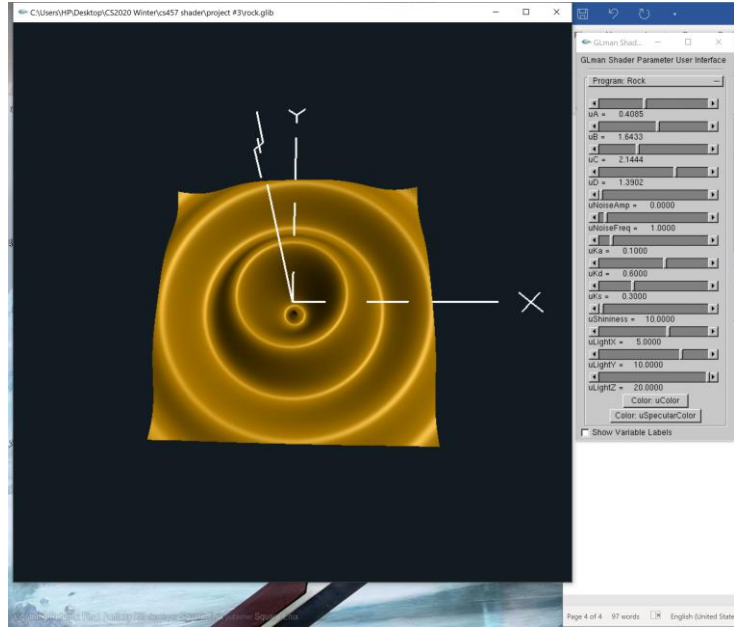 C:\Users\HP\Desktop\CS2020 Winter\cs457 shader\project #3\rock.glib
GLman Shad...
GLman Shader Parameter User Interface
Program: Rock
uA = 0.4085
uB = 1.6433
uC = 2.1444
uD = 1.3902
uNoiseAmp = 0.0000
uNoiseFreq = 1.0000
uKa = 0.1000
uKd = 0.6000
uKs = 0.3000
uShininess = 10.0000
uLightX = 5.0000
uLightY = 10.0000
uLightZ = 20.0000
Color: uColor
Color: uSpecularColor
Show Variable Labels
Y
X
Page 4 of 4 97 words English (United State